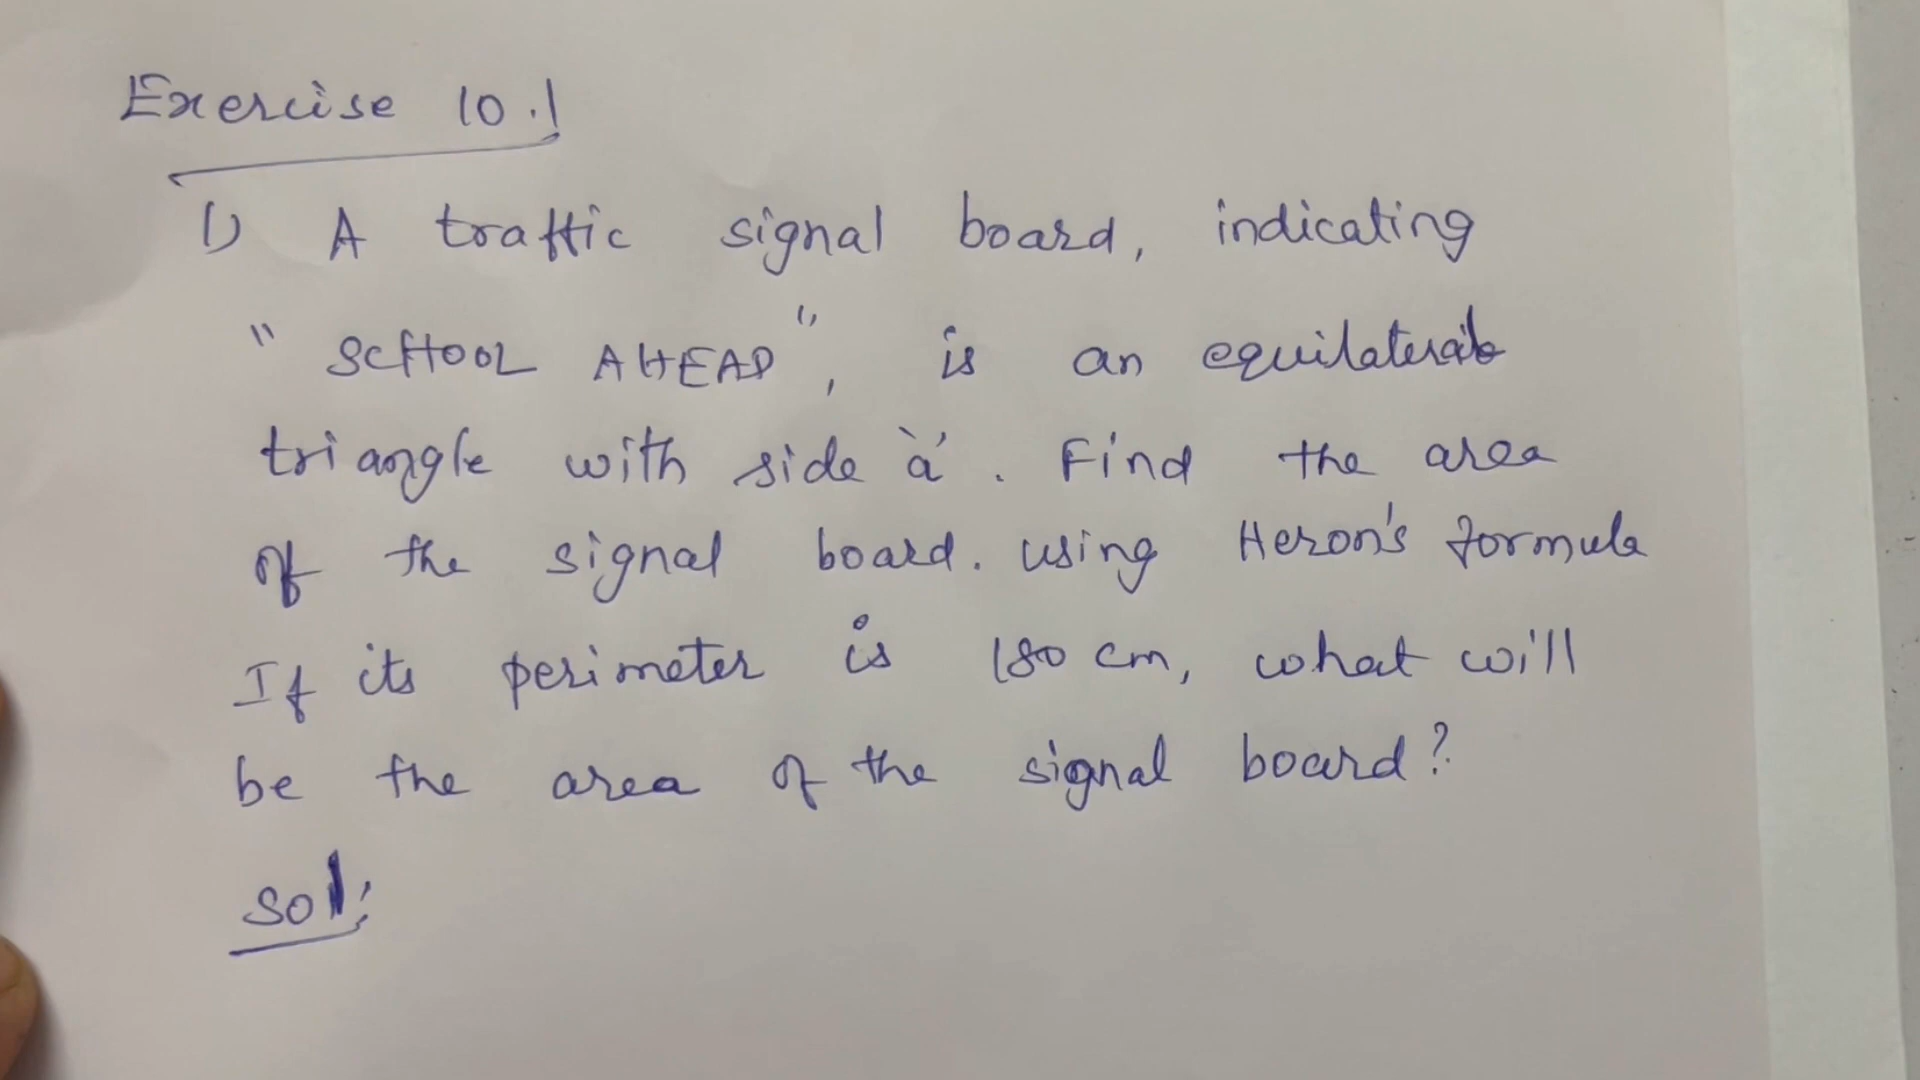 Exercise 10.1
1) A traffic signal board, indicating
"SCHOOL AHEAD", is an equilateral
triangle with side 'a'. Find the area
of the signal board. using Heron's formula
If its perimeter is 180 cm, what will
be the area of the signal board?
Sol: